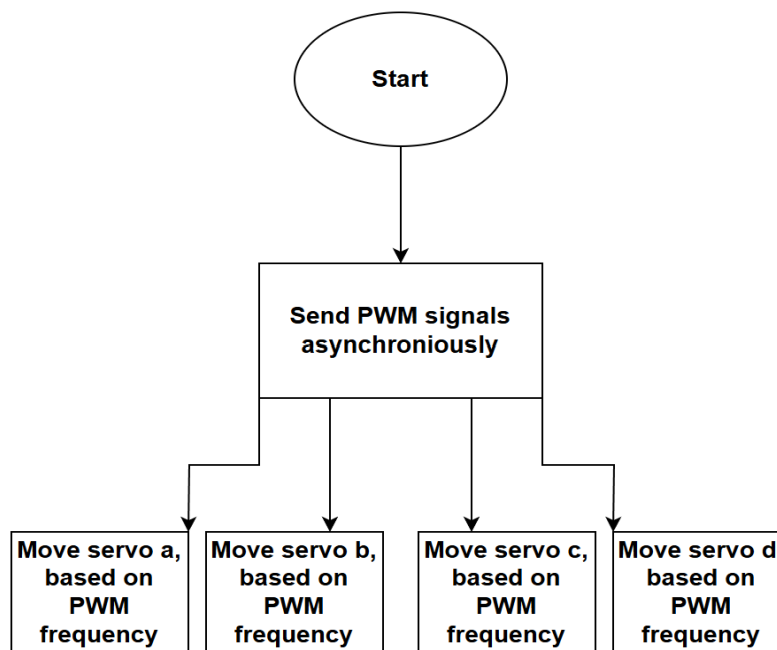 Start
Send PWM signals
asynchroniously
Move servo a,
based on
PWM
frequency
Move servo b,
based on
PWM
frequency
Move servo c,
based on
PWM
frequency
Move servo d
based on
PWM
frequency